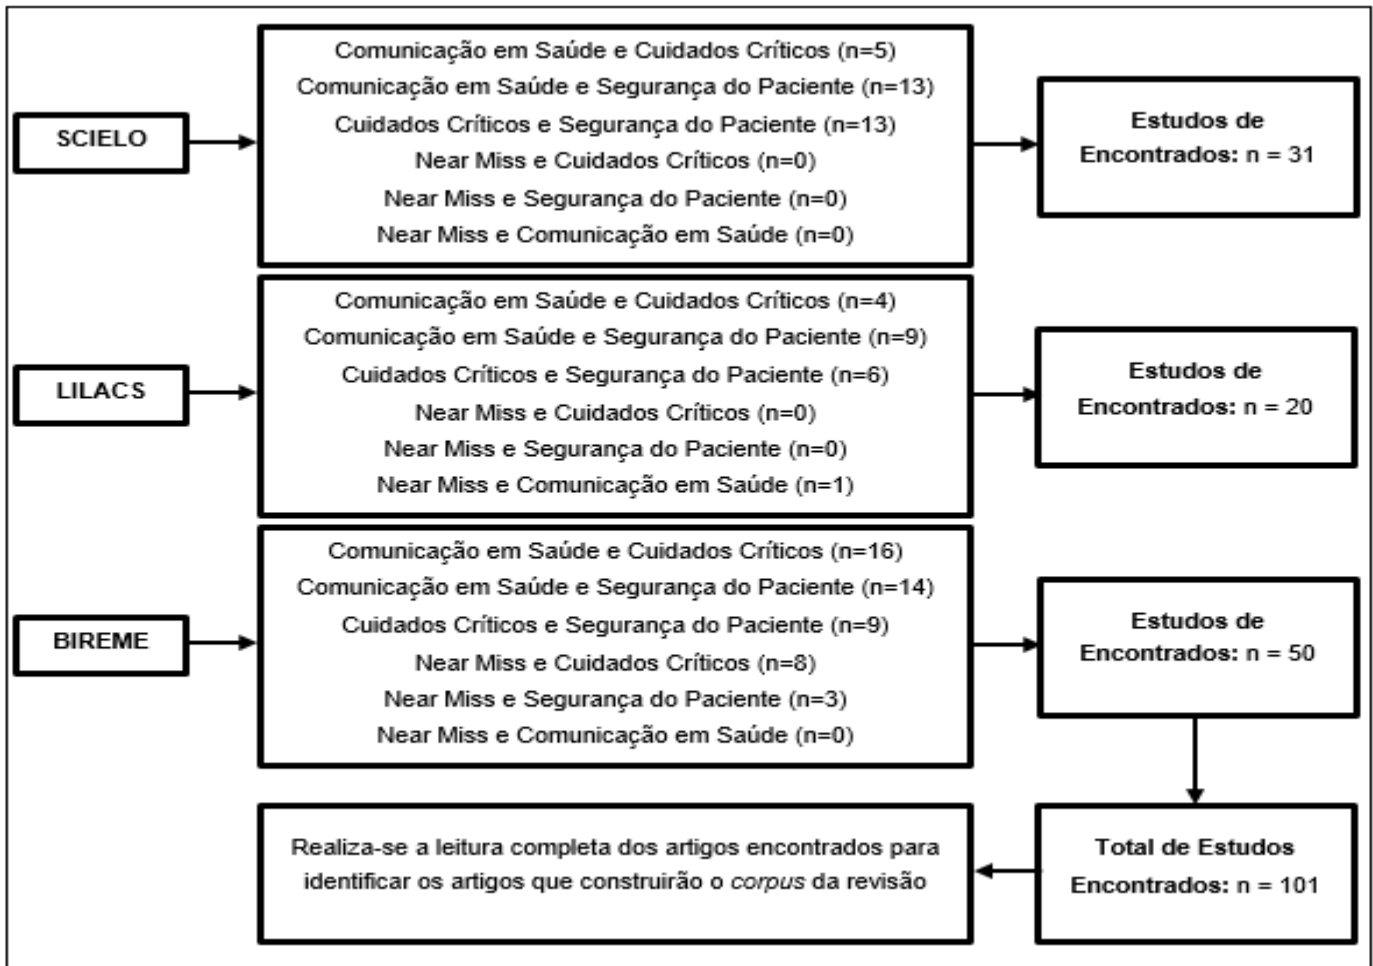 SCIELO
Comunicação em Saúde e Cuidados Críticos (n=5)
Comunicação em Saúde e Segurança do Paciente (n=13)
Cuidados Críticos e Segurança do Paciente (n=13)
Near Miss e Cuidados Críticos (n=0)
Near Miss e Segurança do Paciente (n=0)
Near Miss e Comunicação em Saúde (n=0)
Estudos de
Encontrados: n = 31
LILACS
Comunicação em Saúde e Cuidados Críticos (n=4)
Comunicação em Saúde e Segurança do Paciente (n=9)
Cuidados Críticos e Segurança do Paciente (n=6)
Near Miss e Cuidados Críticos (n=0)
Near Miss e Segurança do Paciente (n=0)
Near Miss e Comunicação em Saúde (n=1)
Estudos de
Encontrados: n = 20
BIREME
Comunicação em Saúde e Cuidados Críticos (n=16)
Comunicação em Saúde e Segurança do Paciente (n=14)
Cuidados Críticos e Segurança do Paciente (n=9)
Near Miss e Cuidados Críticos (n=8)
Near Miss e Segurança do Paciente (n=3)
Near Miss e Comunicação em Saúde (n=0)
Estudos de
Encontrados: n = 50
Total de Estudos
Encontrados: n = 101
Realiza-se a leitura completa dos artigos encontrados para
identificar os artigos que construirão o corpus da revisão